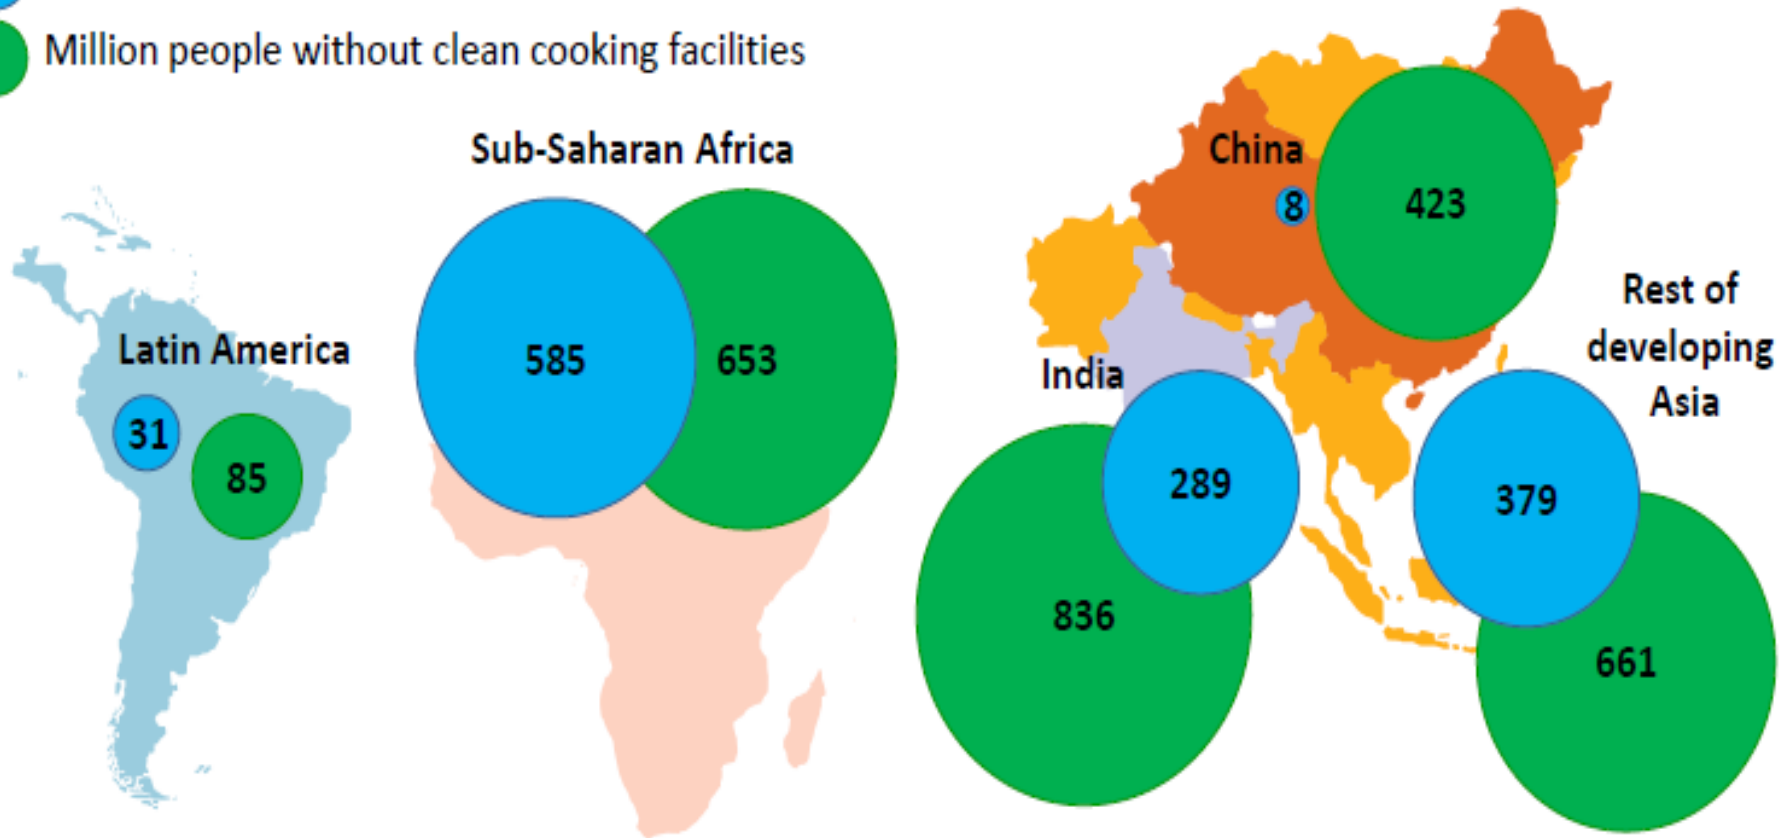 Million people without clean cooking facilities
Sub-Saharan Africa
China
8
423
585
653
Rest of
developing
Asia
Latin America
31
85
India
289
379
836
661